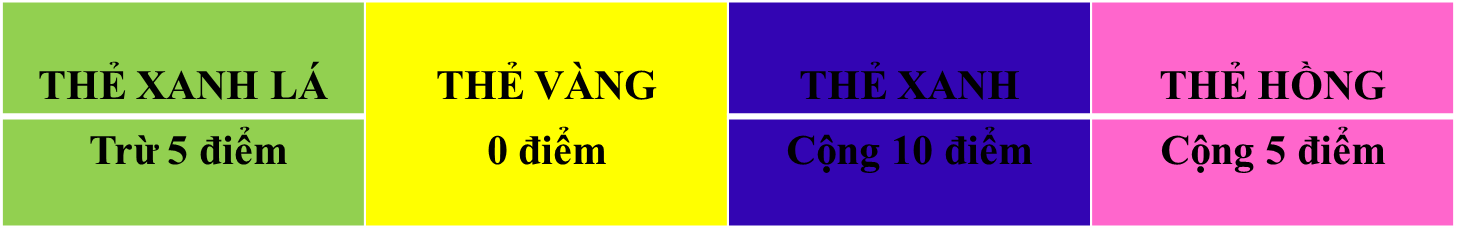 THẺ XANH LÁ
THẺ VÀNG
THẺ XANH
THẺ HỒNG
Trừ 5 điểm
0 điểm
Cộng 10 điểm
Cộng 5 điểm